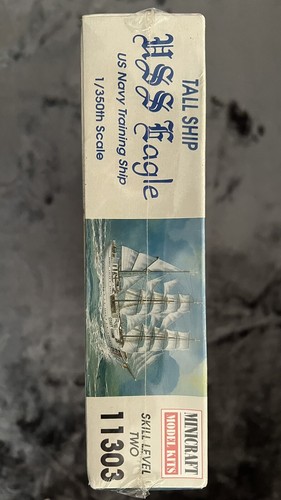 TALL SHIP
USS Eagle
US Navy Training Ship
1/350th Scale
MINICRAFT
MODEL KITS
SKILL LEVEL
TWO
11303